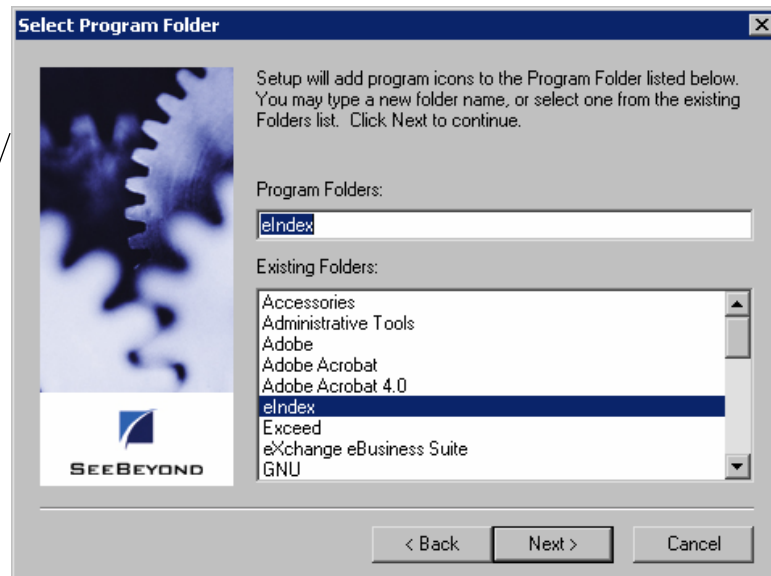 Select Program Folder
Setup will add program icons to the Program Folder listed below.
You may type a new folder name, or select one from the existing
Folders list. Click Next to continue.
Program Folders:
eIndex
Existing Folders:
Accessories
Administrative Tools
Adobe
Adobe Acrobat
Adobe Acrobat 4.0
eIndex
Exceed
eXchange eBusiness Suite
GNU
SEEBEYOND
< Back
Next >
Cancel